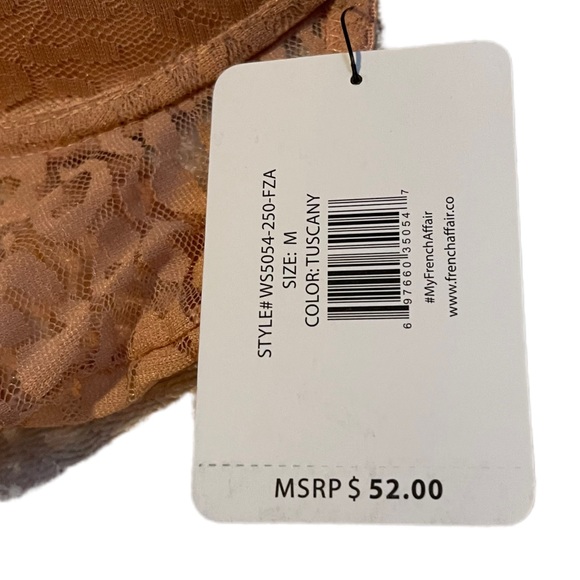 STYLE# WS5054-250-FZA
SIZE: M
COLOR: TUSCANY
6 97660 35054 7
#MyFrenchAffair
www.frenchaffair.co
MSRP $ 52.00